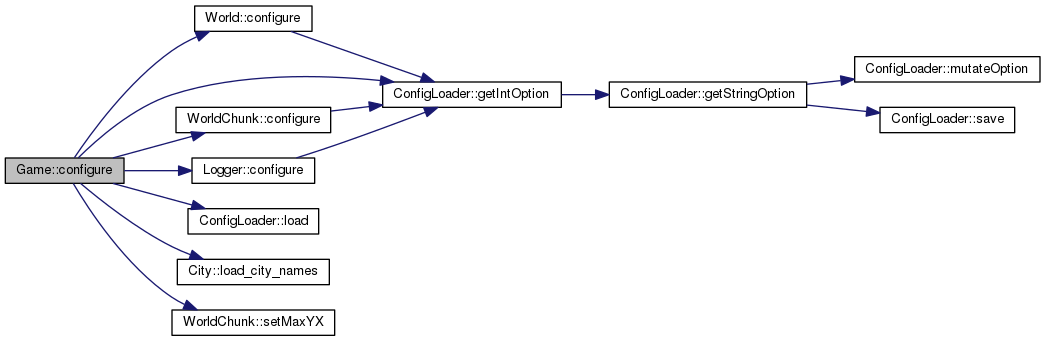 World::configure
ConfigLoader::mutateOption
ConfigLoader::getIntOption
ConfigLoader::getStringOption
WorldChunk::configure
ConfigLoader::save
Game::configure
Logger::configure
ConfigLoader::load
City::load_city_names
WorldChunk::setMaxYX